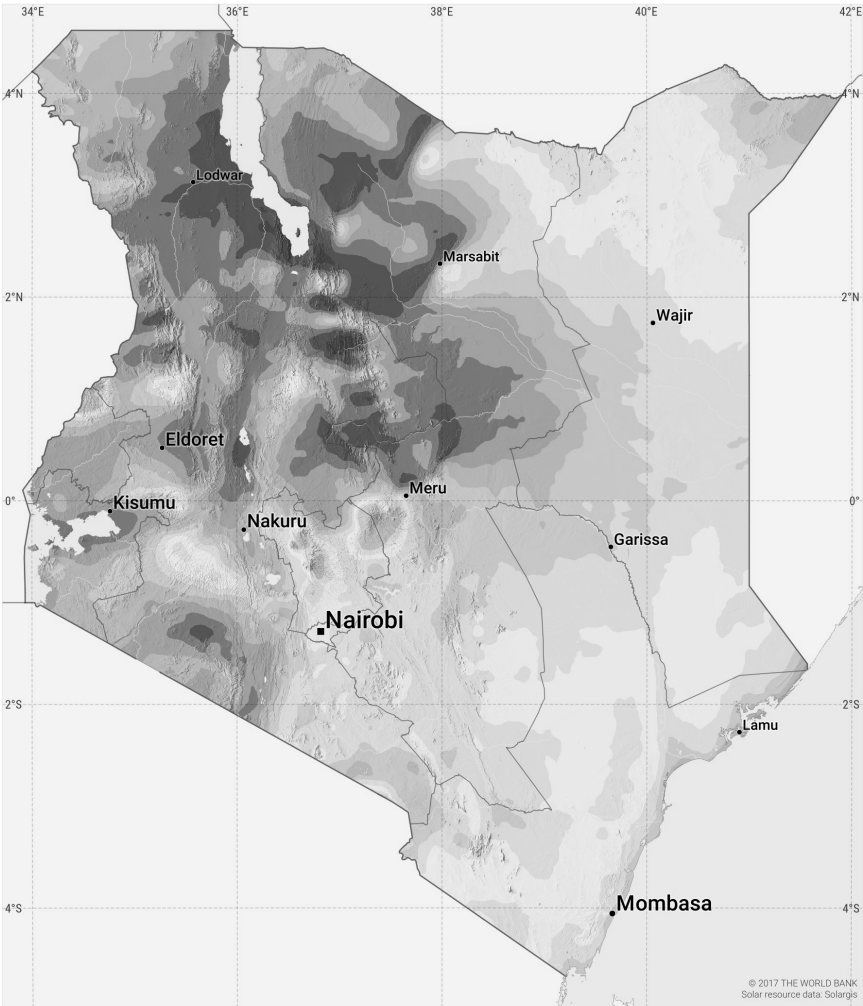 34°E 36°E 38°E 40°E 42°E
4°N 4°N
Lodwar
Marsabit
2°N 2°N
Wajir
Eldoret
Meru
0° 0°
Kisumu
Nakuru
Garissa
Nairobi
2°S 2°S
Lamu
4°S 4°S
Mombasa
© 2017 THE WORLD BANK
Solar resource data: Solargis